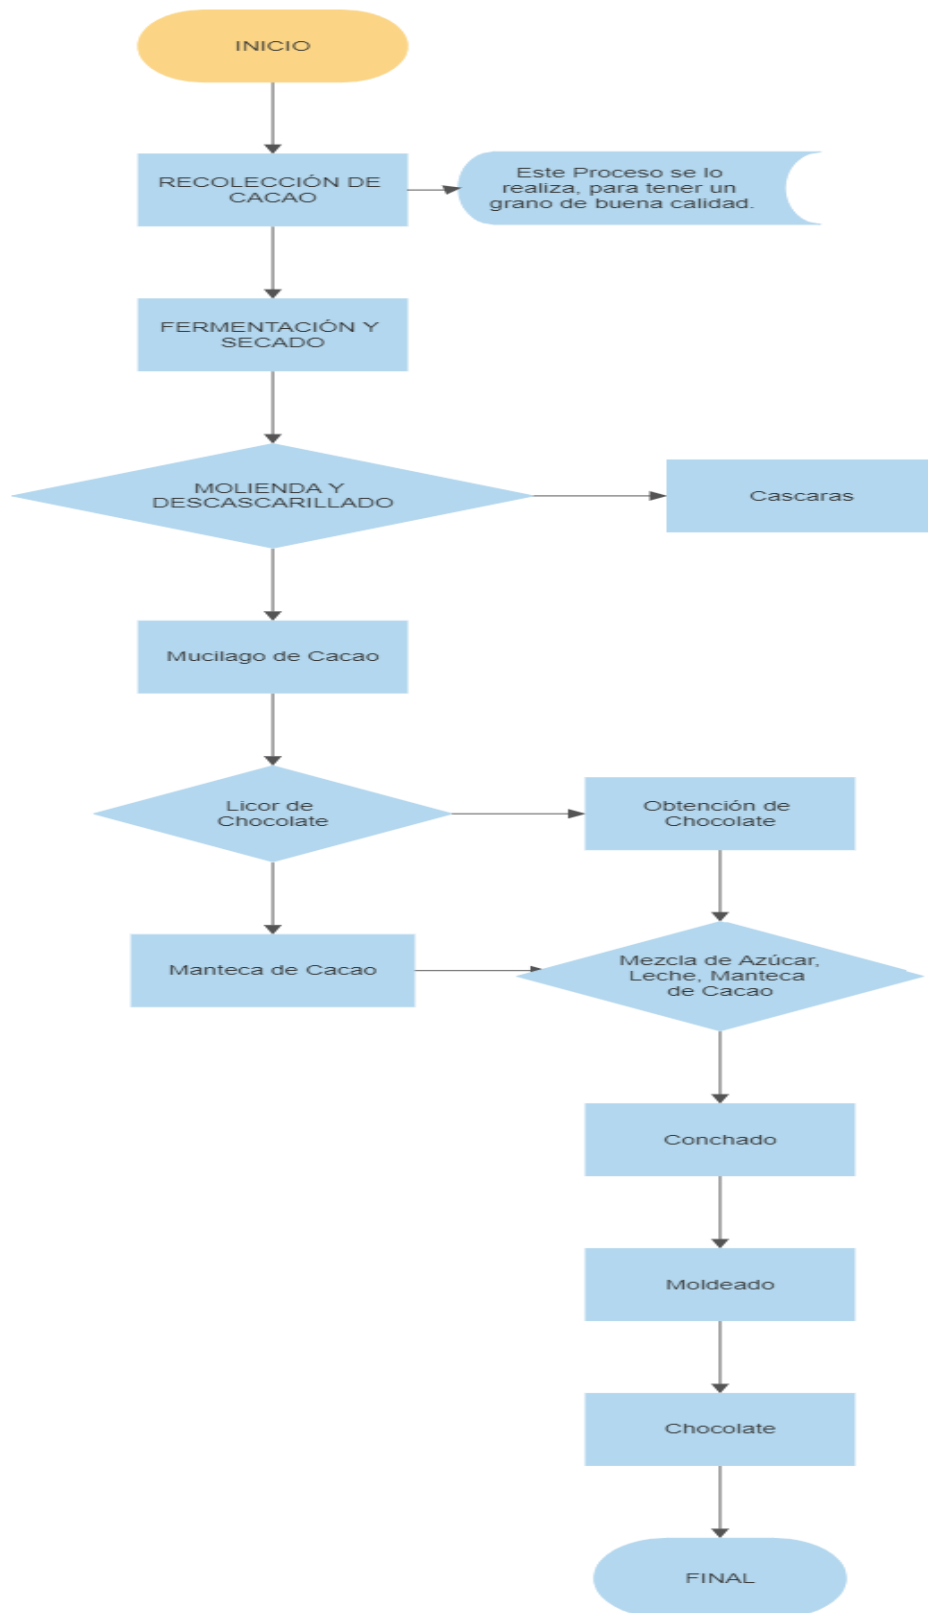 INICIO
RECOLECCIÓN DE
CACAO
Este Proceso se lo
realiza, para tener un
grano de buena calidad.
FERMENTACIÓN Y
SECADO
MOLIENDA Y
DESCASCARILLADO
Cascaras
Mucilago de Cacao
Licor de
Chocolate
Obtención de
Chocolate
Manteca de Cacao
Mezcla de Azúcar,
Leche, Manteca
de Cacao
Conchado
Moldeado
Chocolate
FINAL